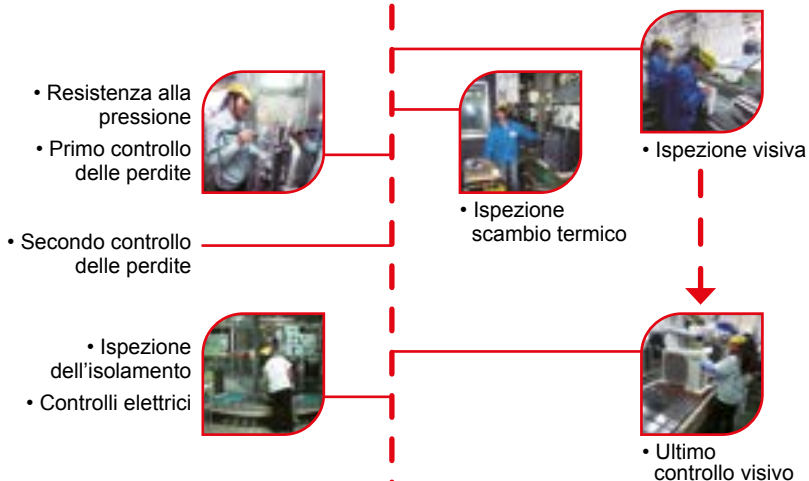 • Resistenza alla
pressione
• Primo controllo
delle perdite
• Secondo controllo
delle perdite
• Ispezione
dell'isolamento
• Controlli elettrici
• Ispezione
scambio termico
• Ispezione visiva
• Ultimo
controllo visivo